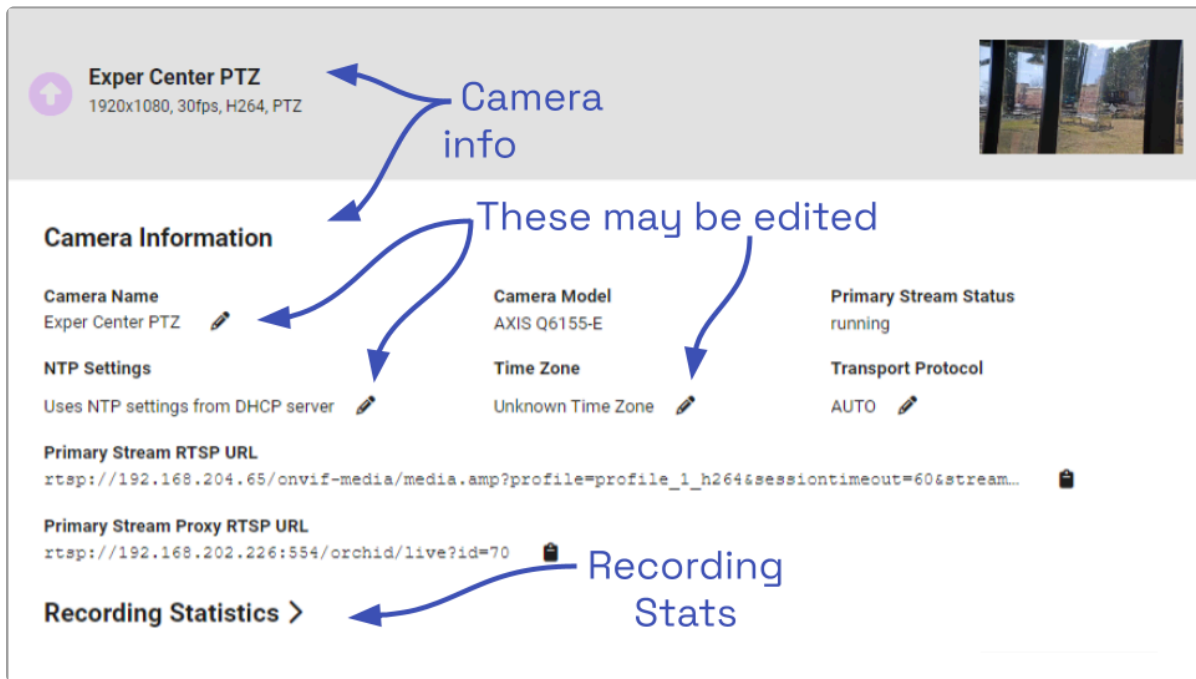 Exper Center PTZ
1920x1080, 30fps, H264, PTZ
Camera
info
These may be edited
Camera Information
Camera Name
Exper Center PTZ
Camera Model
AXIS Q6155-E
Primary Stream Status
running
NTP Settings
Uses NTP settings from DHCP server
Time Zone
Unknown Time Zone
Transport Protocol
AUTO
Primary Stream RTSP URL
rtsp://192.168.204.65/onvif-media/media.amp?profile=profile_1_h264&sessiontimeout=60&stream…
Primary Stream Proxy RTSP URL
rtsp://192.168.202.226:554/orchid/live?id=70
Recording
Stats
Recording Statistics >